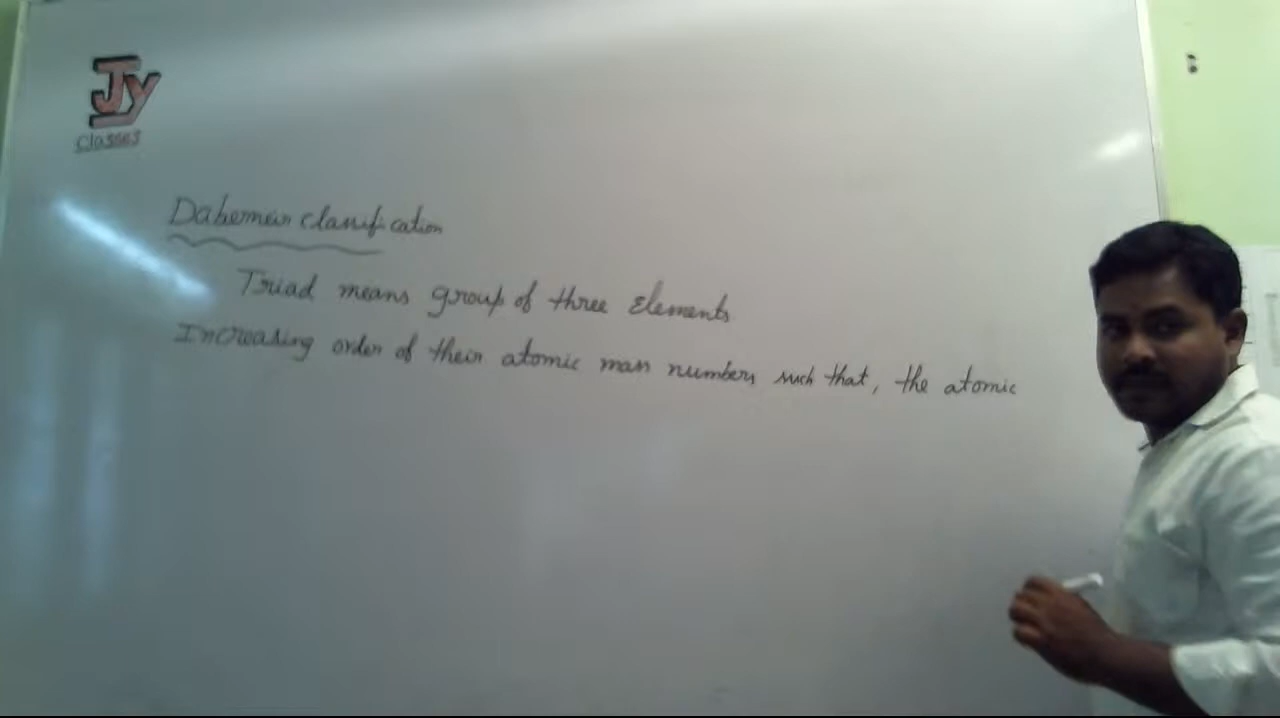 Jy
Classes
Dabemair classification
Triad means group of three Elements
Increasing order of their atomic mass numbers such that, the atomic